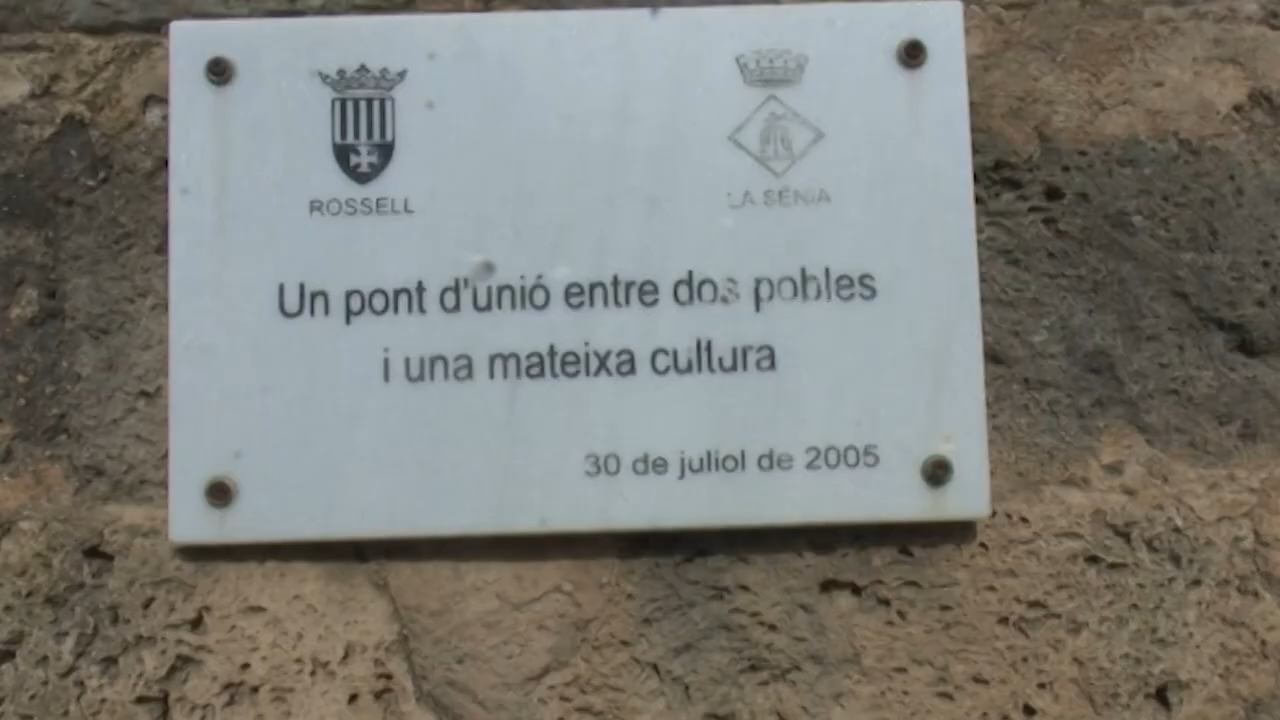 ROSSELL
LA SÉNIA
Un pont d'unió entre dos pobles
i una mateixa cultura
30 de juliol de 2005